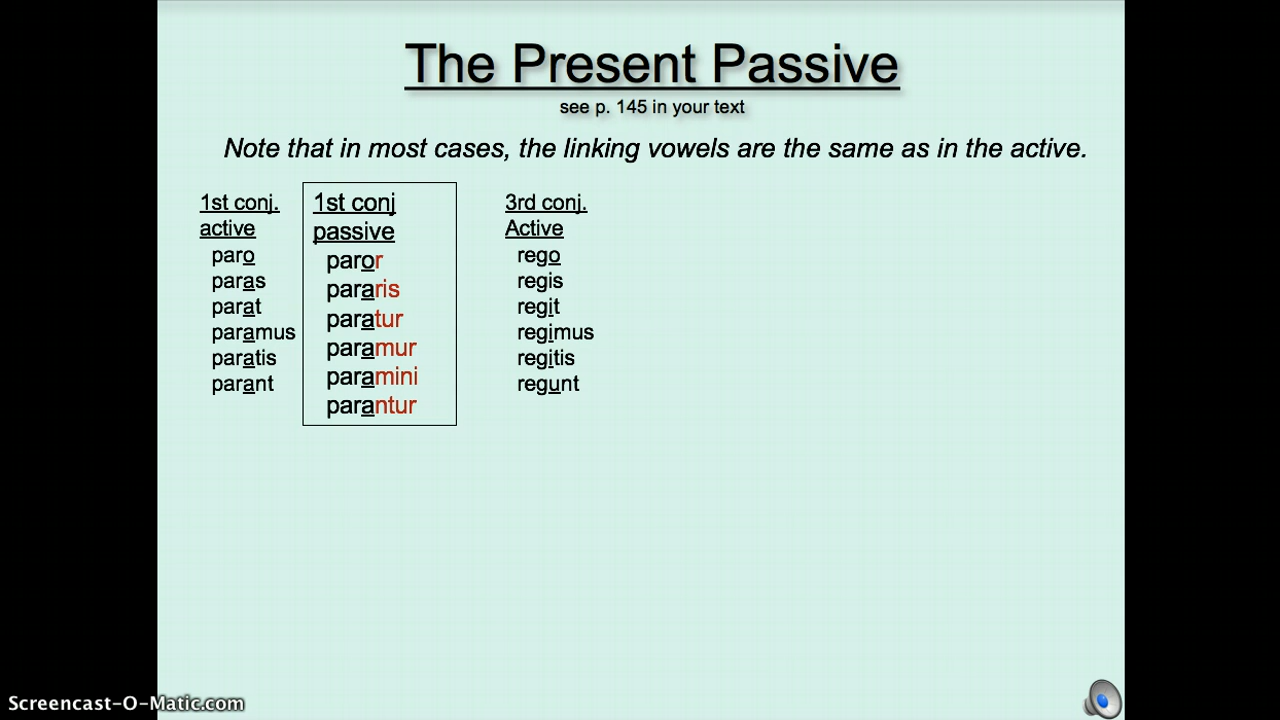 The Present Passive
see p. 145 in your text
Note that in most cases, the linking vowels are the same as in the active.
1st conj.
active
paro
paras
parat
paramus
paratis
parant
1st conj
passive
paror
pararis
paratur
paramur
paramini
parantur
3rd conj.
Active
rego
regis
regit
regimus
regitis
regunt
Screencast-O-Matic.com